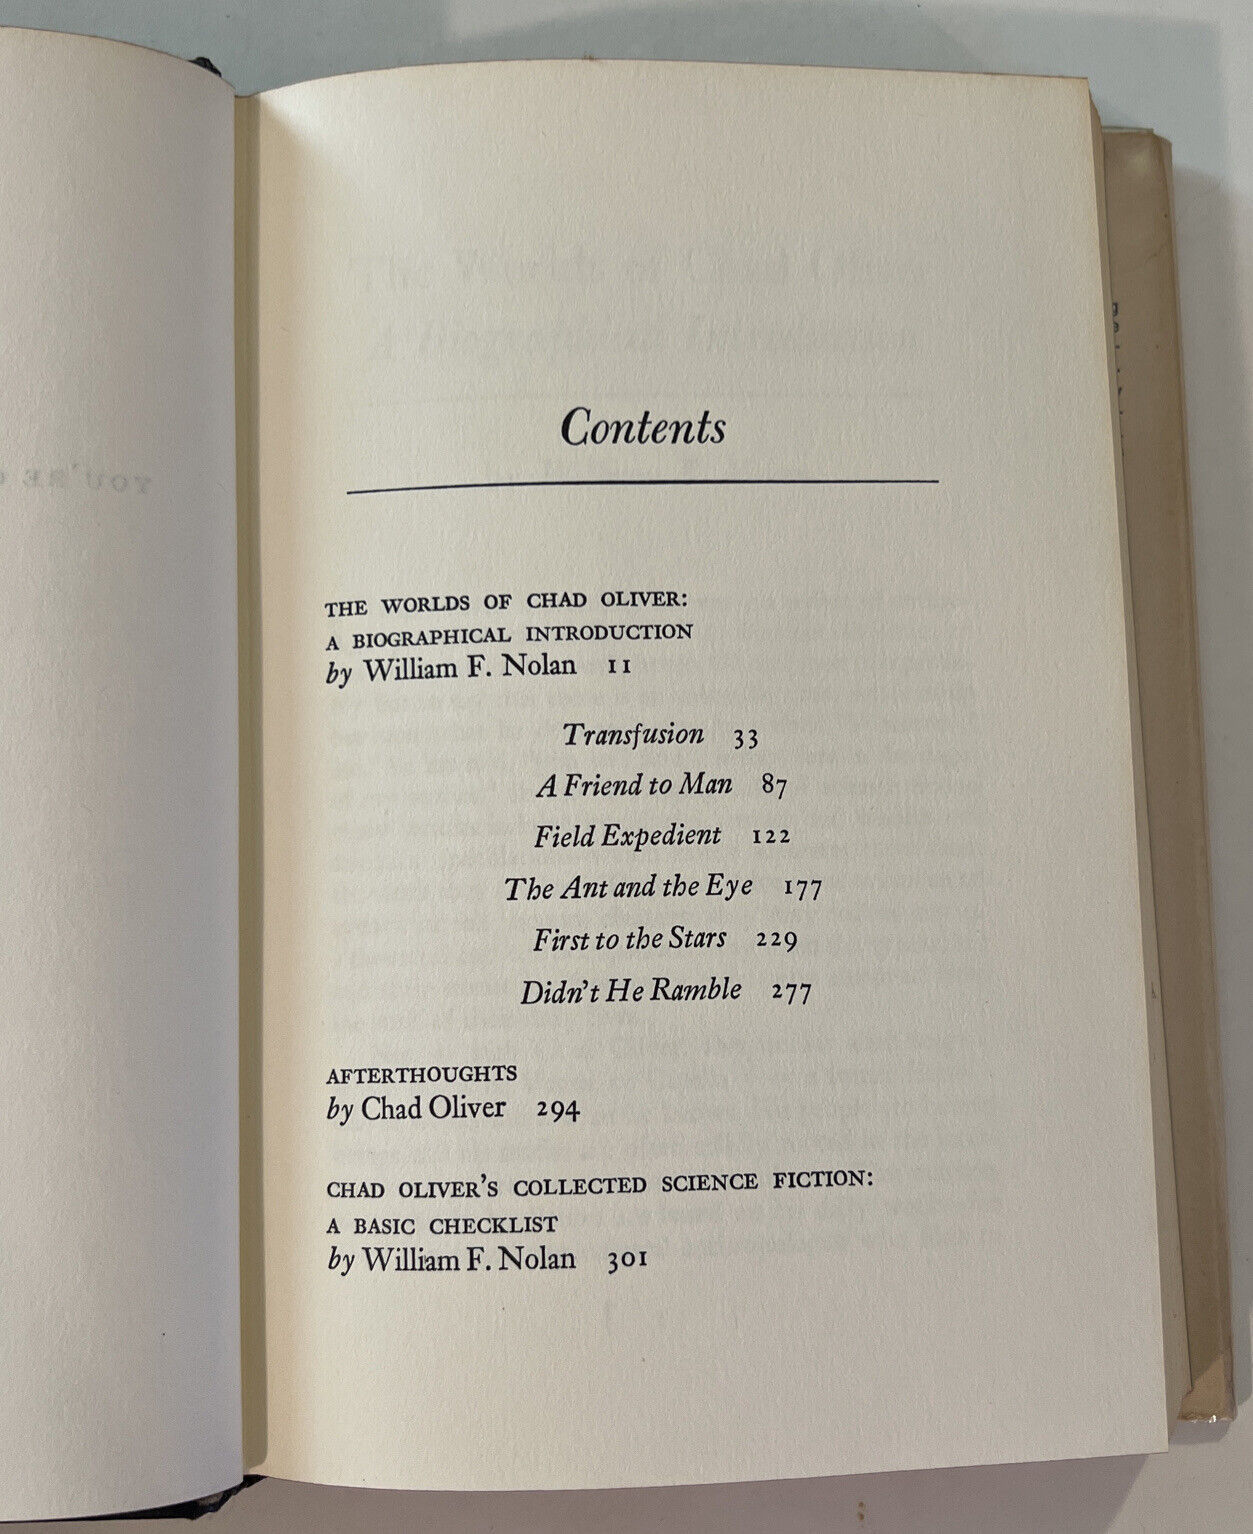 Contents
THE WORLDS OF CHAD OLIVER:
A BIOGRAPHICAL INTRODUCTION
by William F. Nolan 11
Transfusion 33
A Friend to Man 87
Field Expedient 122
The Ant and the Eye 177
First to the Stars 229
Didn't He Ramble 277
AFTERTHOUGHTS
by Chad Oliver 294
CHAD OLIVER'S COLLECTED SCIENCE FICTION:
A BASIC CHECKLIST
by William F. Nolan 301